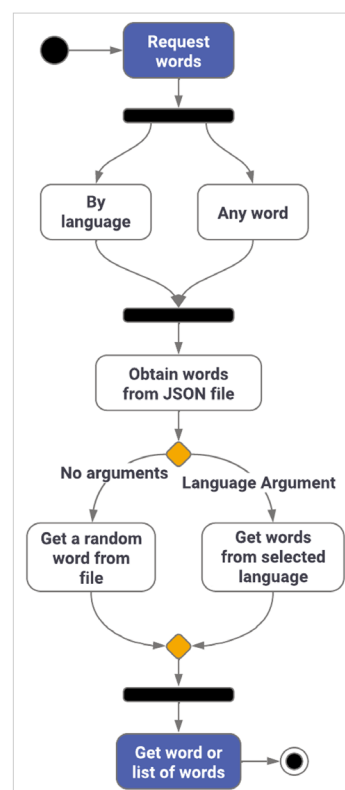 Request
words
By
language
Any word
Obtain words
from JSON file
No arguments
Language Argument
Get a random
word from
file
Get words
from selected
language
Get word or
list of words